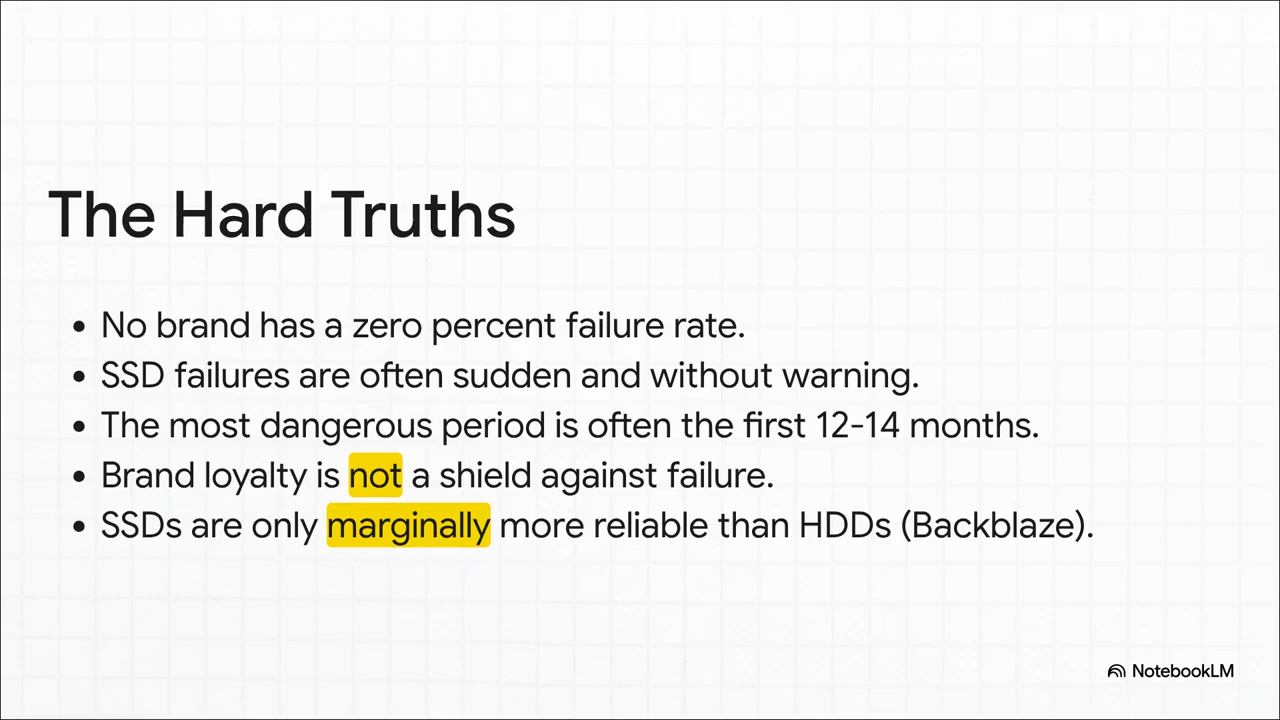 The Hard Truths
• No brand has a zero percent failure rate.
• SSD failures are often sudden and without warning.
• The most dangerous period is often the first 12-14 months.
• Brand loyalty is not a shield against failure.
• SSDs are only marginally more reliable than HDDs (Backblaze).
NotebookLM